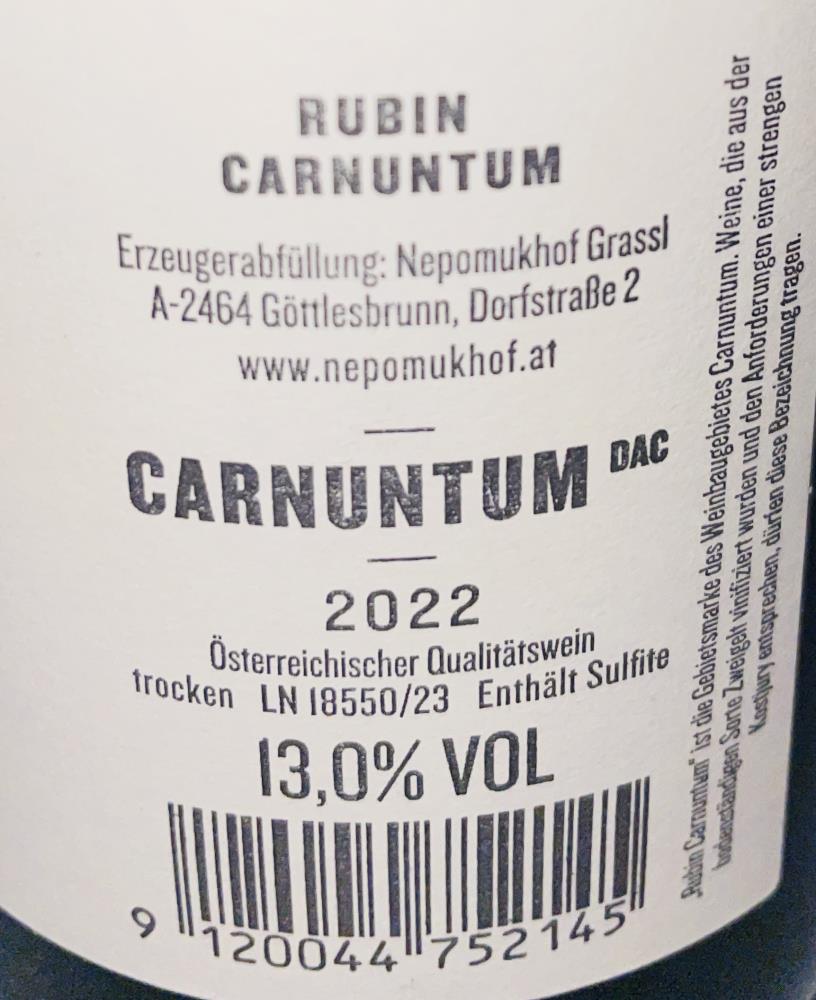 RUBIN
CARNUNTUM
Erzeugerabfüllung: Nepomukhof Grassl
A-2464 Göttlesbrunn, Dorfstraße 2
www.nepomukhof.at
CARNUNTUM DAC
2022
Österreichischer Qualitätswein
trocken LN 18550/23 Enthält Sulfite
13,0% VOL
9 120044 752145
„Rubin Carnuntum“ ist die Gebietsmarke des Weinbaugebietes Carnuntum. Weine, die aus der
bodenständigen Sorte Zweigelt vinifiziert wurden und den Anforderungen einer strengen
Kostjury entsprechen, dürfen diese Bezeichnung tragen.